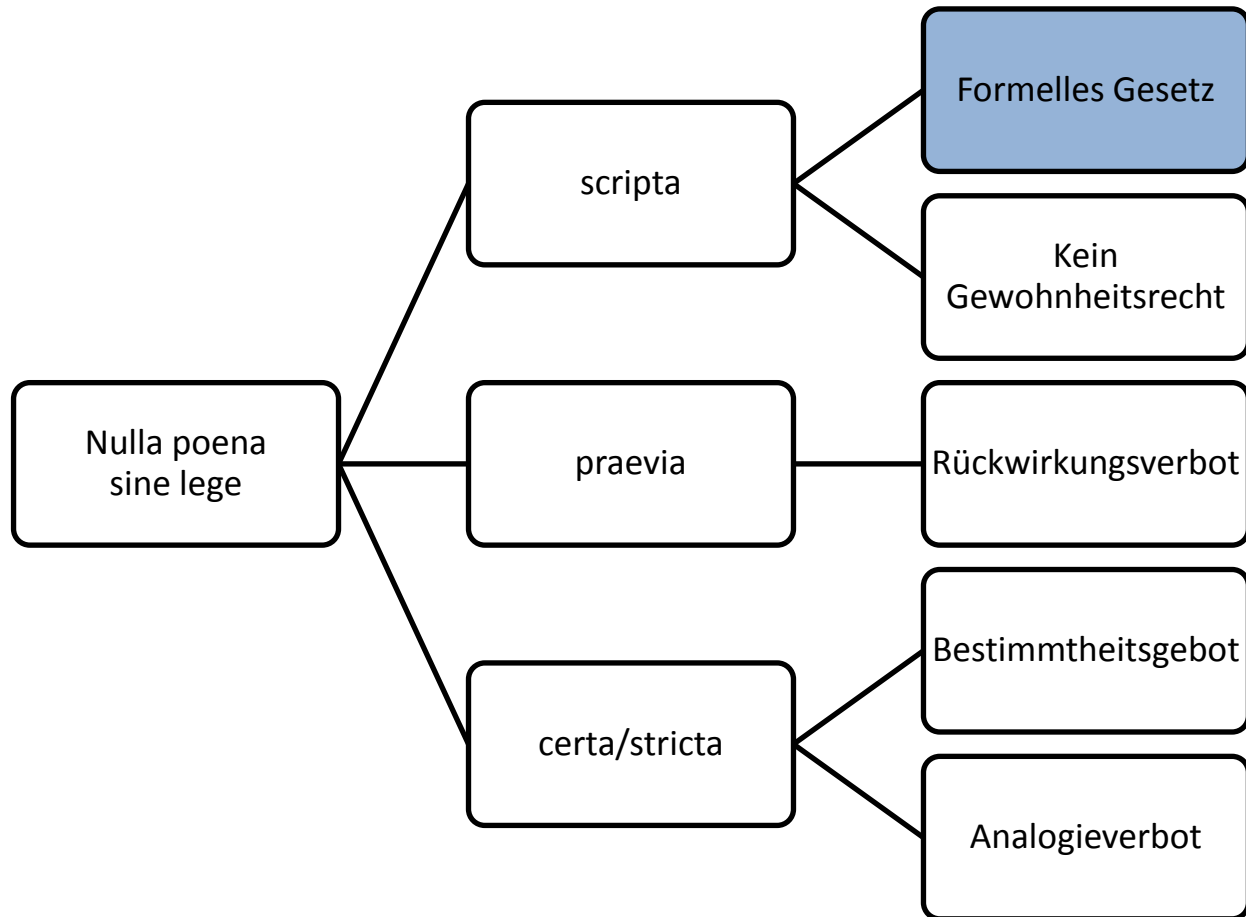 Nulla poena
sine lege
scripta
Formelles Gesetz
Kein
Gewohnheitsrecht
praevia
Rückwirkungsverbot
certa/stricta
Bestimmtheitsgebot
Analogieverbot